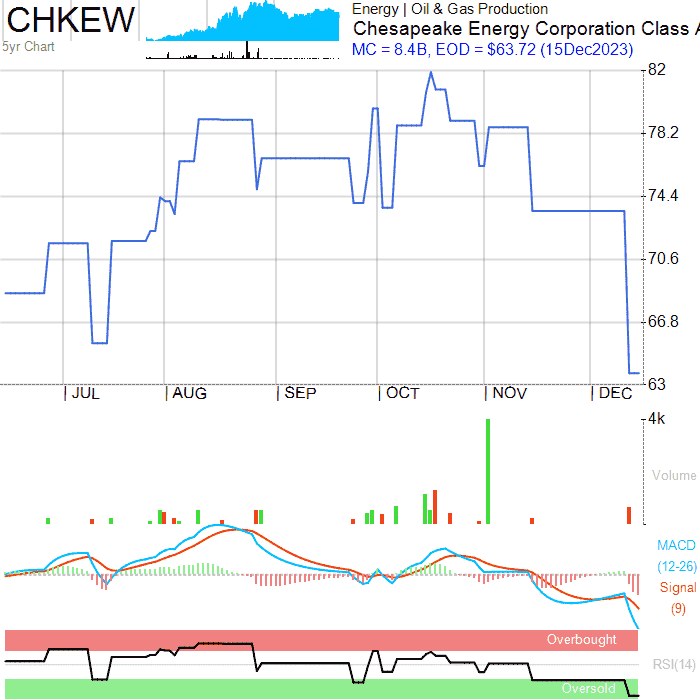 CHKEW
5yr Chart
Energy | Oil & Gas Production
Chesapeake Energy Corporation Class A
MC = 8.4B, EOD = $63.72 (15Dec2023)
82
78.2
74.4
70.6
66.8
63
JUL
AUG
SEP
OCT
NOV
DEC
4k
Volume
MACD
(12-26)
Signal
(9)
Overbought
RSI(14)
Oversold